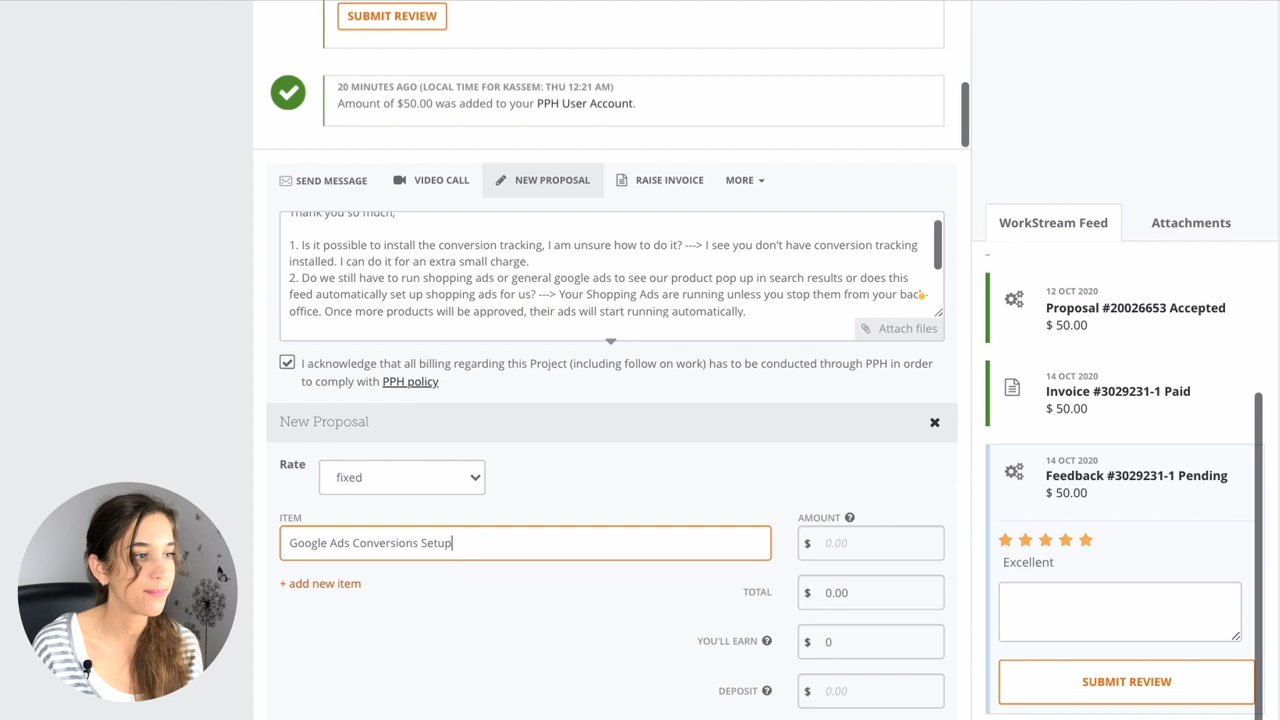 SUBMIT REVIEW
20 MINUTES AGO (LOCAL TIME FOR KASSEM: THU 12:21 AM)
Amount of $50.00 was added to your PPH User Account.
SEND MESSAGE
VIDEO CALL
NEW PROPOSAL
RAISE INVOICE
MORE
Thank you so much,
1. Is it possible to install the conversion tracking, I am unsure how to do it? ---> I see you don't have conversion tracking
installed. I can do it for an extra small charge.
2. Do we still have to run shopping ads or general google ads to see our product pop up in search results or does this
feed automatically set up shopping ads for us? ---> Your Shopping Ads are running unless you stop them from your back-
office. Once more products will be approved, their ads will start running automatically.
Attach files
I acknowledge that all billing regarding this Project (including follow on work) has to be conducted through PPH in order
to comply with PPH policy
New Proposal
Rate
fixed
ITEM
AMOUNT
Google Ads Conversions Setup
$ 0.00
+ add new item
TOTAL
$ 0.00
YOU'LL EARN
$ 0
DEPOSIT
$ 0.00
WorkStream Feed
Attachments
12 OCT 2020
Proposal #20026653 Accepted
$ 50.00
14 OCT 2020
Invoice #3029231-1 Paid
$ 50.00
14 OCT 2020
Feedback #3029231-1 Pending
$ 50.00
Excellent
SUBMIT REVIEW